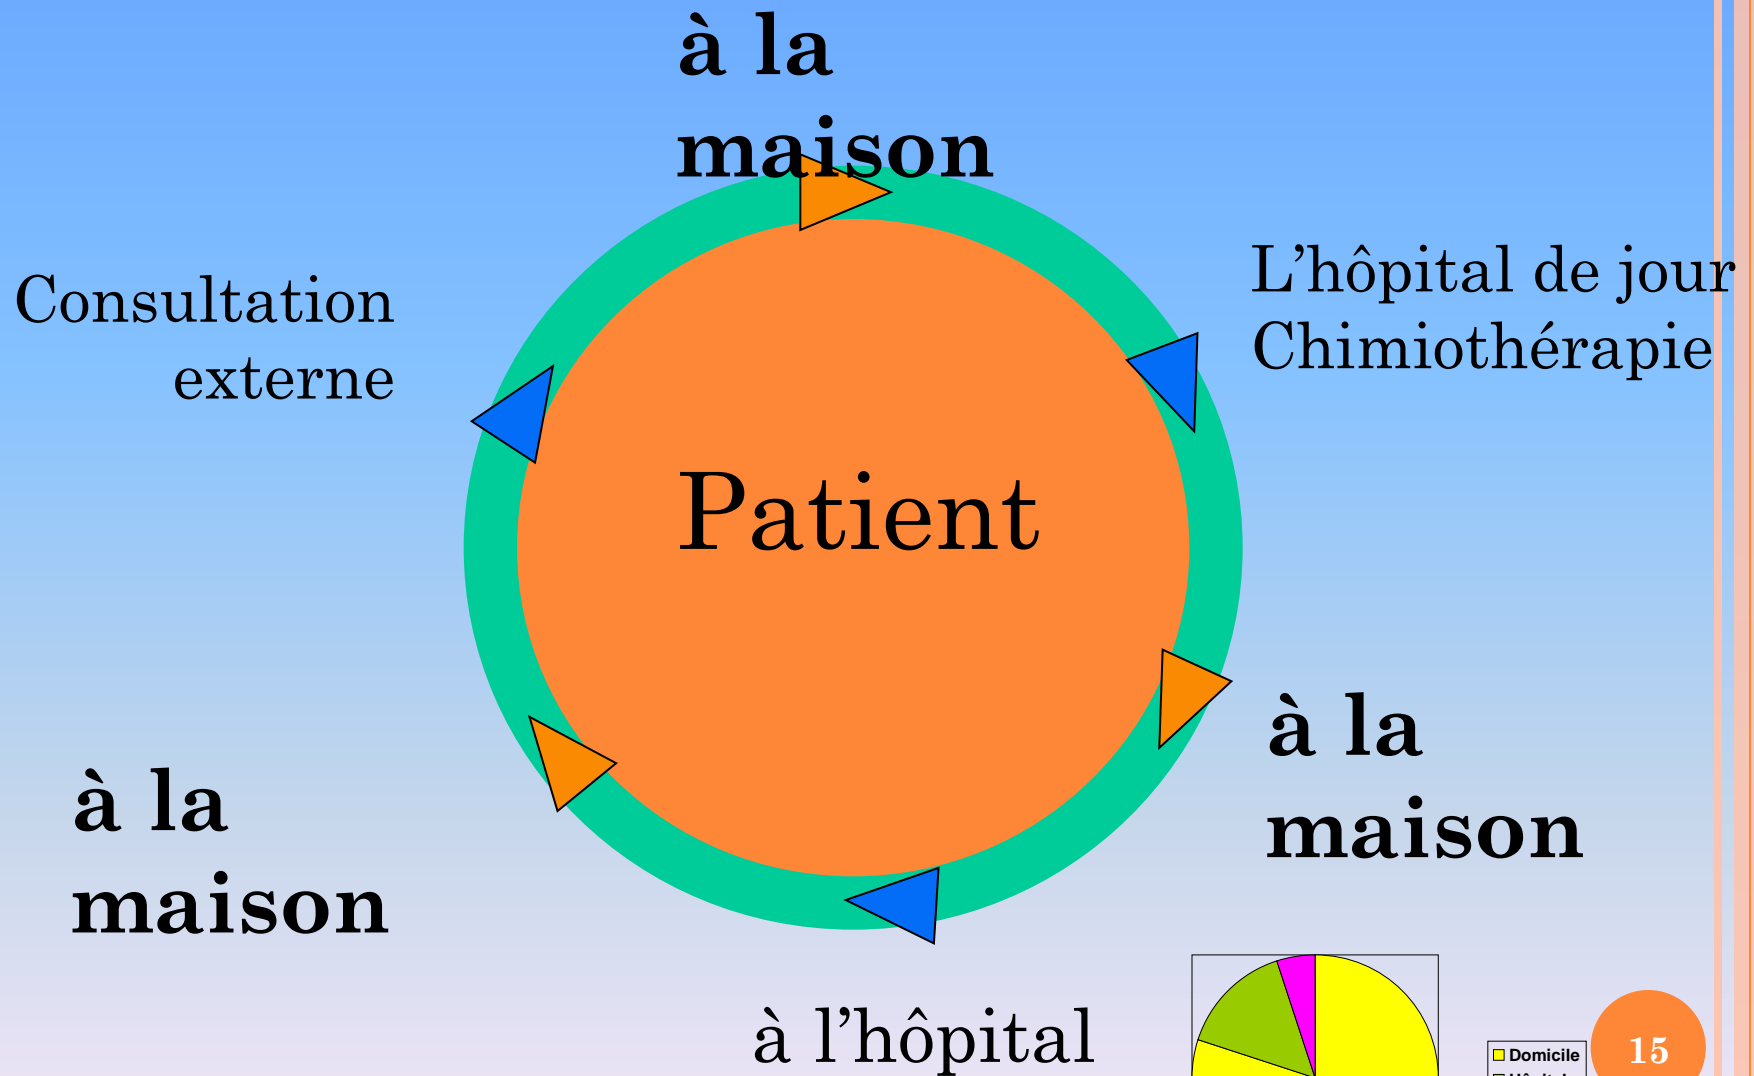 à la
maison
Consultation
externe
L’hôpital de jour
Chimiothérapie
Patient
à la
maison
à la
maison
à l’hôpital
Domicile
15